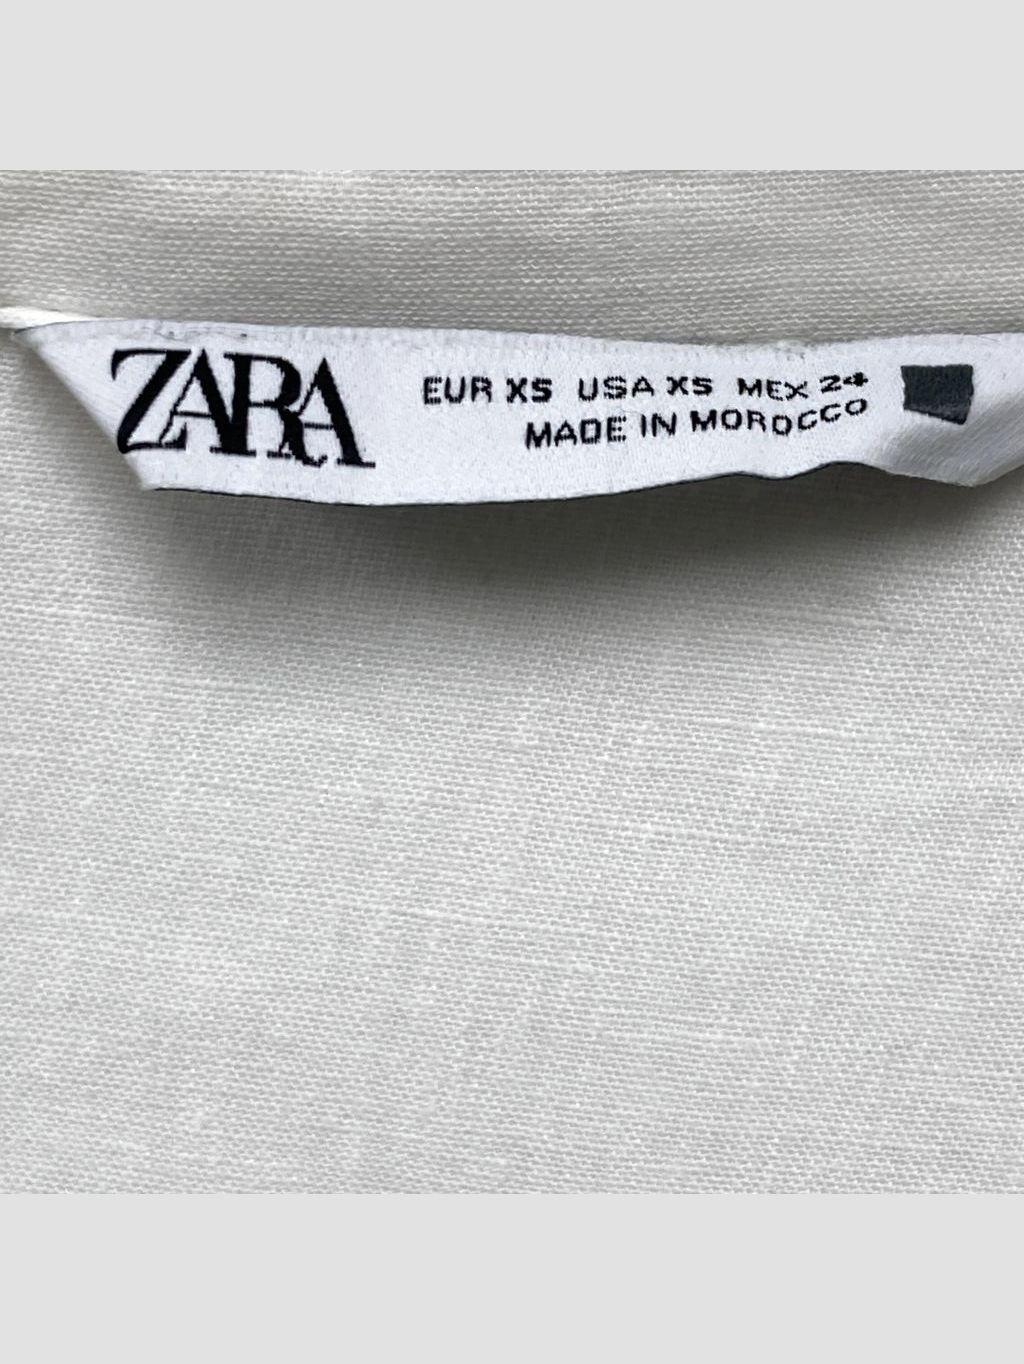 ZARA
EUR XS USA XS MEX 24
MADE IN MOROCCO